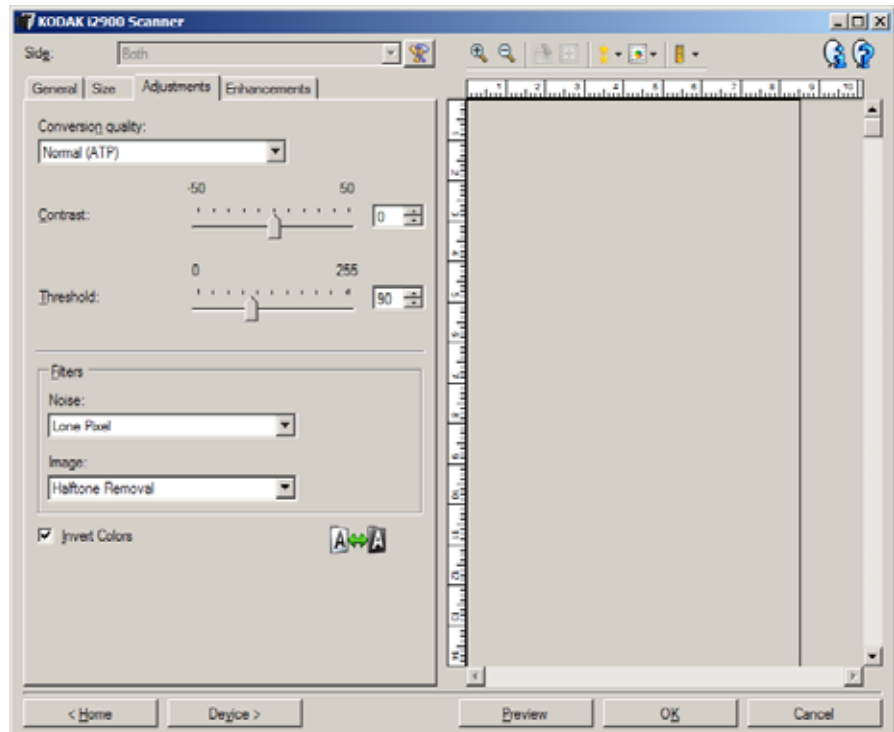 KODAK i2900 Scanner
Side: Both
General Size Adjustments Enhancements
Conversion quality:
Normal (ATP)
-50 50
Contrast: 0
0 255
Threshold: 90
Filters
Noise:
Lone Pixel
Image:
Halftone Removal
Invert Colors
A A
< Home Device > Preview OK Cancel